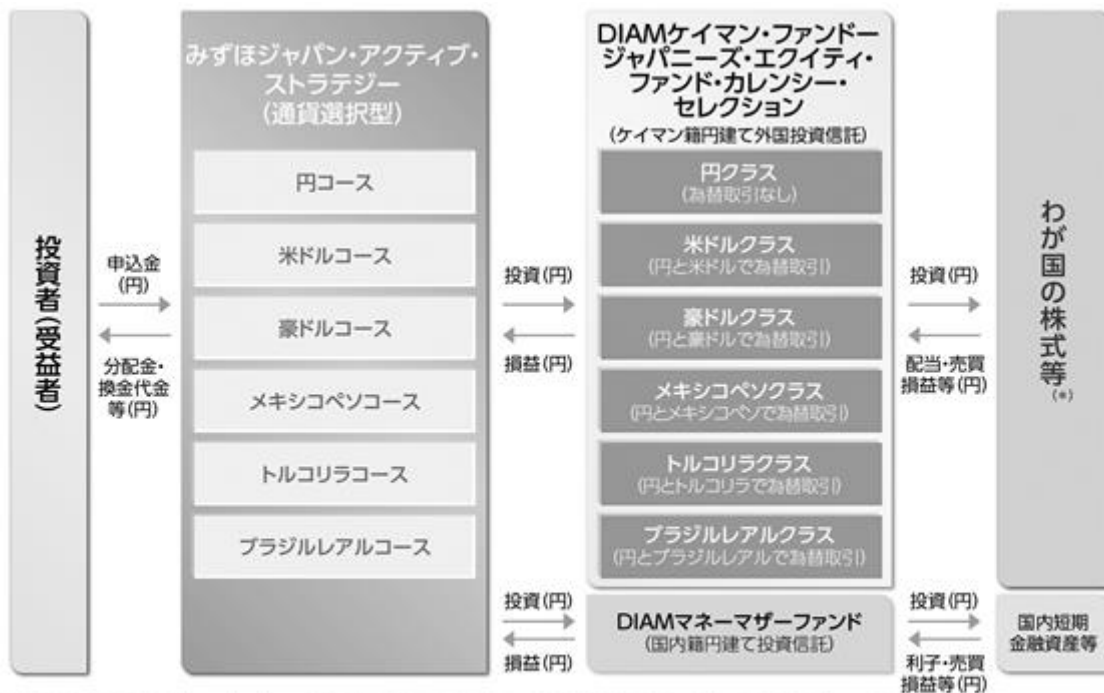 投資者(受益者)
申込金
(円)
分配金・
換金代金
等(円)
みずほジャパン・アクティブ・
ストラテジー
(通貨選択型)
円コース
米ドルコース
豪ドルコース
メキシコペソコース
トルコリラコース
ブラジルレアルコース
投資(円)
損益(円)
投資(円)
損益(円)
DIAMケイマン・ファンドー
ジャパニーズ・エクイティ・
ファンド・カレンシー・
セレクション
(ケイマン籍円建て外国投資信託)
円クラス
(為替取引なし)
米ドルクラス
(円と米ドルで為替取引)
豪ドルクラス
(円と豪ドルで為替取引)
メキシコペソクラス
(円とメキシコペソで為替取引)
トルコリラクラス
(円とトルコリラで為替取引)
ブラジルレアルクラス
(円とブラジルレアルで為替取引)
DIAMマネーマザーファンド
(国内籍円建て投資信託)
投資(円)
配当・売買
損益等(円)
投資(円)
利子・売買
損益等(円)
わが国の株式等
(*)
国内短期
金融資産等